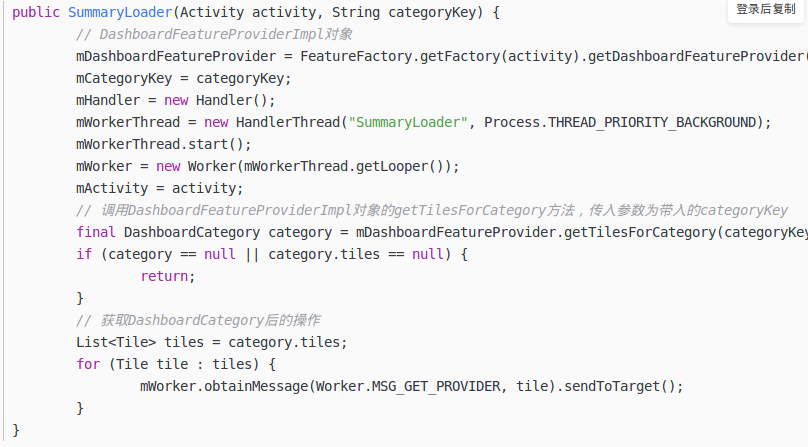 登录后复制
public SummaryLoader(Activity activity, String categoryKey) {
// DashboardFeatureProviderImpl对象
mDashboardFeatureProvider = FeatureFactory.getFactory(activity).getDashboardFeatureProvider(
mCategoryKey = categoryKey;
mHandler = new Handler();
mWorkerThread = new HandlerThread("SummaryLoader", Process.THREAD_PRIORITY_BACKGROUND);
mWorkerThread.start();
mWorker = new Worker(mWorkerThread.getLooper());
mActivity = activity;
// 调用DashboardFeatureProviderImpl对象的getTilesForCategory方法，传入参数为带入的categoryKey
final DashboardCategory category = mDashboardFeatureProvider.getTilesForCategory(categoryKey
if (category == null || category.tiles == null) {
return;
}
// 获取DashboardCategory后的操作
List<Tile> tiles = category.tiles;
for (Tile tile : tiles) {
mWorker.obtainMessage(Worker.MSG_GET_PROVIDER, tile).sendToTarget();
}
}